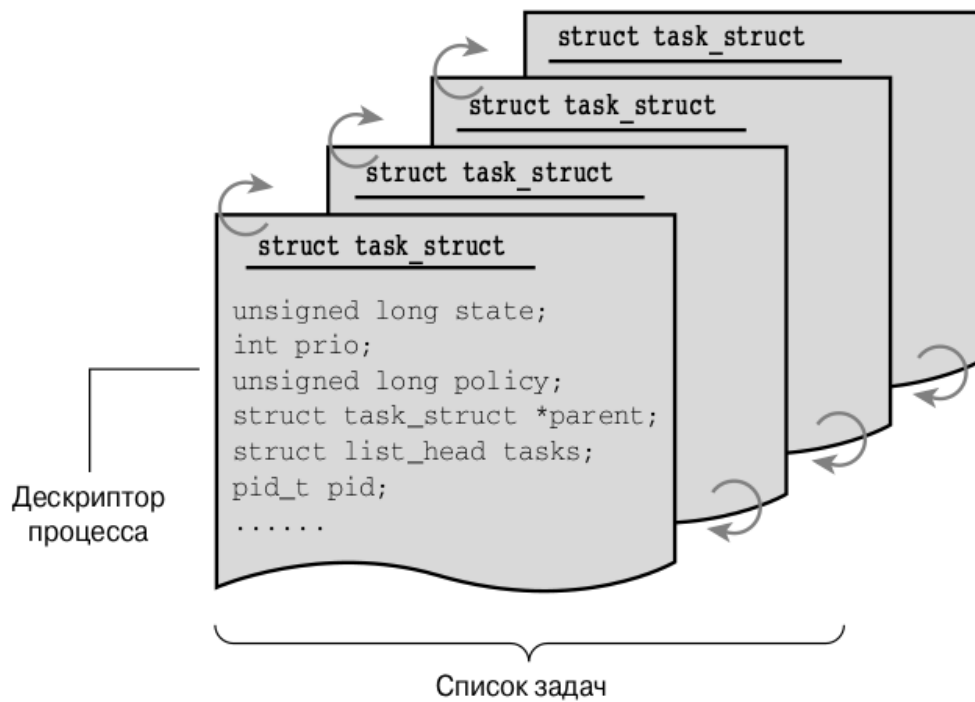 struct task_struct
struct task_struct
struct task_struct
struct task_struct
unsigned long state;
int prio;
unsigned long policy;
struct task_struct *parent;
struct list_head tasks;
pid_t pid;
......
Дескриптор
процесса
Список задач